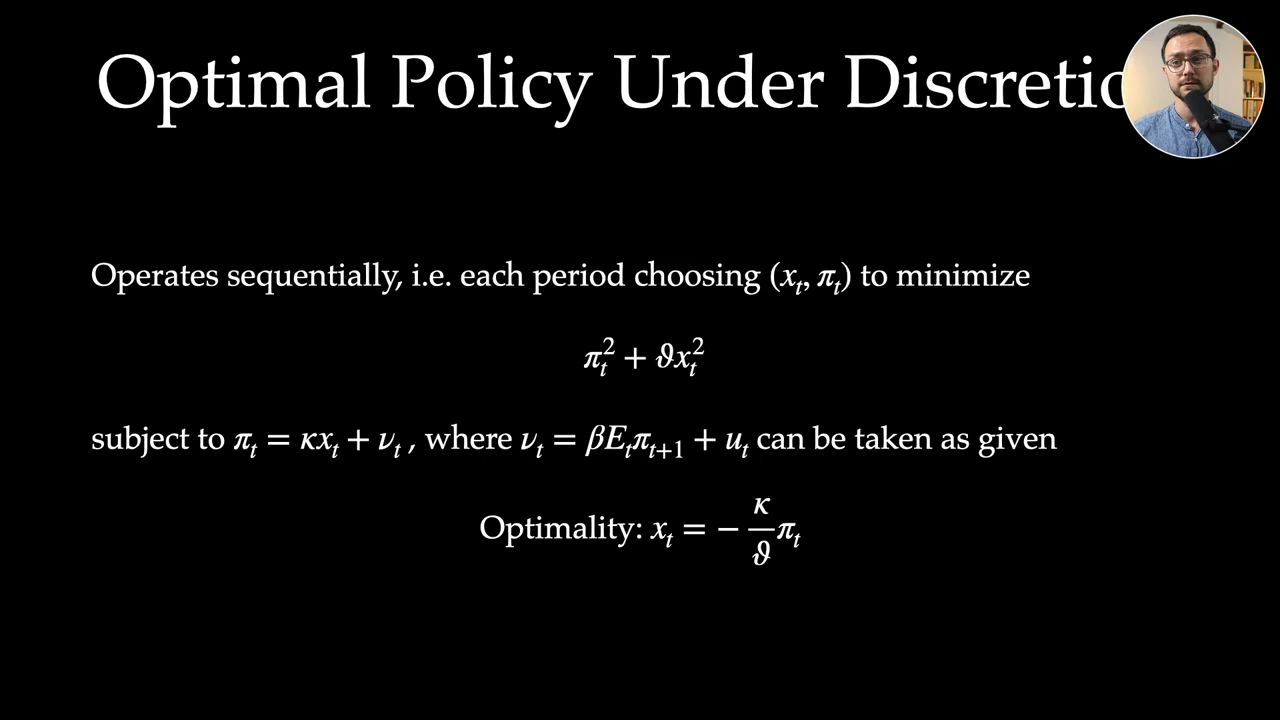 Optimal Policy Under Discretio
Operates sequentially, i.e. each period choosing (xₜ, πₜ) to minimize
πₜ² + ϑxₜ²
subject to πₜ = κxₜ + νₜ , where νₜ = βEₜπₜ₊₁ + uₜ can be taken as given
Optimality: xₜ = − κ/ϑ πₜ